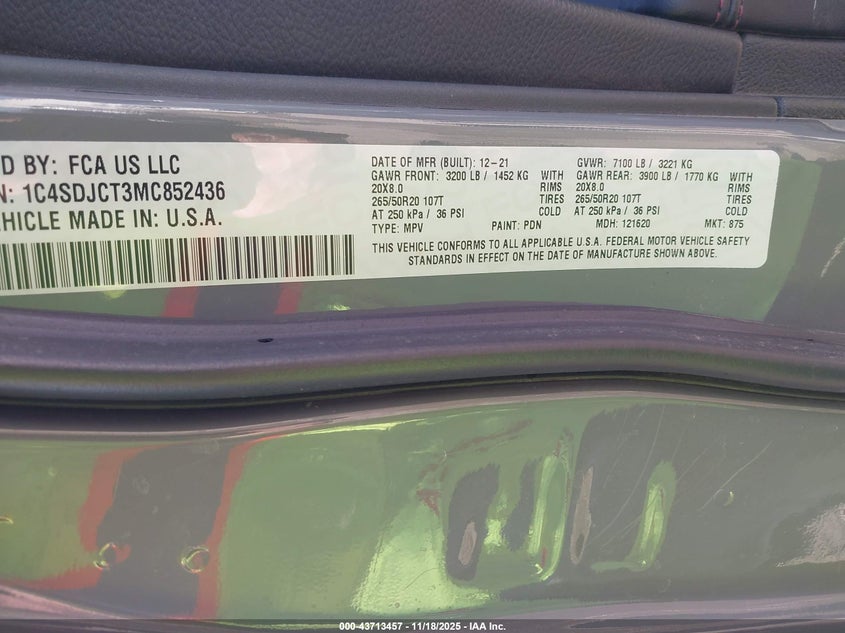 D BY: FCA US LLC
N: 1C4SDJCT3MC852436
EHICLE MADE IN: U.S.A.
DATE OF MFR (BUILT): 12-21 GVWR: 7100 LB / 3221 KG
GAWR FRONT: 3200 LB / 1452 KG WITH GAWR REAR: 3900 LB / 1770 KG WITH
20X8.0 RIMS 20X8.0 RIMS
265/50R20 107T TIRES 265/50R20 107T TIRES
AT 250 kPa / 36 PSI COLD AT 250 kPa / 36 PSI COLD
TYPE: MPV PAINT: PDN MDH: 121620 MKT: 875
THIS VEHICLE CONFORMS TO ALL APPLICABLE U.S.A. FEDERAL MOTOR VEHICLE SAFETY
STANDARDS IN EFFECT ON THE DATE OF MANUFACTURE SHOWN ABOVE.
000-43713457 - 11/18/2025 - IAA Inc.